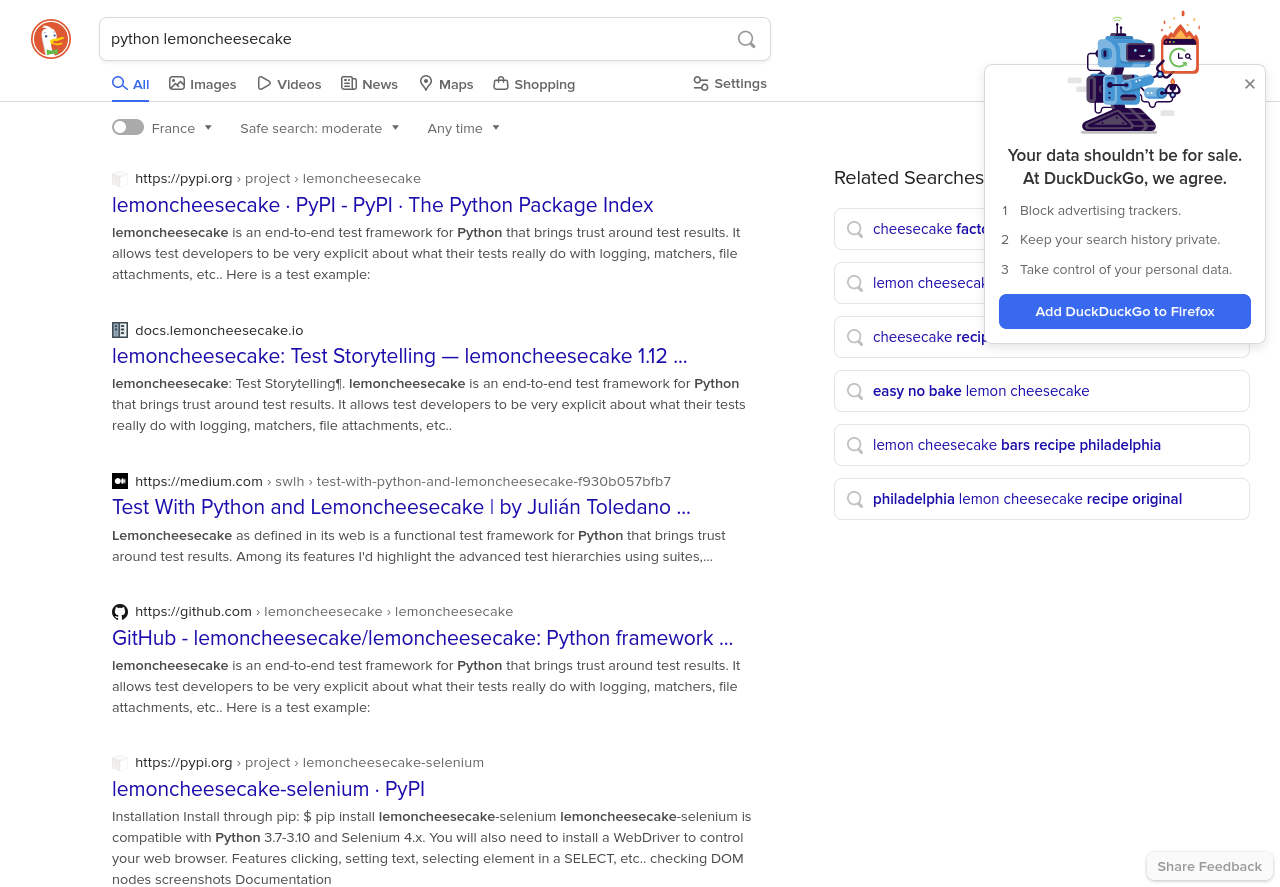 python lemoncheesecake
All Images Videos News Maps Shopping Settings
France Safe search: moderate Any time
https://pypi.org › project › lemoncheesecake
lemoncheesecake · PyPI - PyPI · The Python Package Index
lemoncheesecake is an end-to-end test framework for Python that brings trust around test results. It
allows test developers to be very explicit about what their tests really do with logging, matchers, file
attachments, etc.. Here is a test example:
docs.lemoncheesecake.io
lemoncheesecake: Test Storytelling — lemoncheesecake 1.12 ...
lemoncheesecake: Test Storytelling¶. lemoncheesecake is an end-to-end test framework for Python
that brings trust around test results. It allows test developers to be very explicit about what their tests
really do with logging, matchers, file attachments, etc..
https://medium.com › swlh › test-with-python-and-lemoncheesecake-f930b057bfb7
Test With Python and Lemoncheesecake | by Julián Toledano ...
Lemoncheesecake as defined in its web is a functional test framework for Python that brings trust
around test results. Among its features I'd highlight the advanced test hierarchies using suites,...
https://github.com › lemoncheesecake › lemoncheesecake
GitHub - lemoncheesecake/lemoncheesecake: Python framework ...
lemoncheesecake is an end-to-end test framework for Python that brings trust around test results. It
allows test developers to be very explicit about what their tests really do with logging, matchers, file
attachments, etc.. Here is a test example:
https://pypi.org › project › lemoncheesecake-selenium
lemoncheesecake-selenium · PyPI
Installation Install through pip: $ pip install lemoncheesecake-selenium lemoncheesecake-selenium is
compatible with Python 3.7-3.10 and Selenium 4.x. You will also need to install a WebDriver to control
your web browser. Features clicking, setting text, selecting element in a SELECT, etc.. checking DOM
nodes screenshots Documentation
Related Searches
cheesecake
lemon
cheesecake
easy no bake lemon cheesecake
lemon cheesecake bars recipe philadelphia
philadelphia lemon cheesecake recipe original
Your data shouldn’t be for sale.
At DuckDuckGo, we agree.
1 Block advertising trackers.
2 Keep your search history private.
3 Take control of your personal data.
Add DuckDuckGo to Firefox
Share Feedback